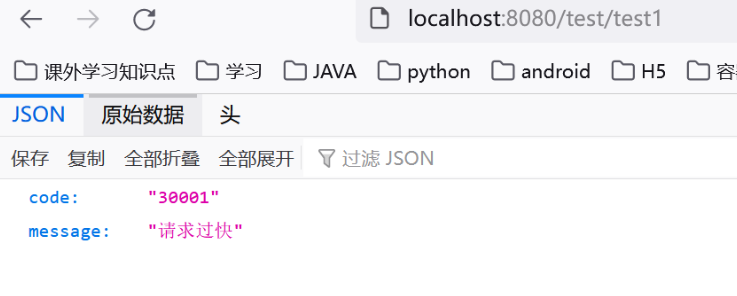 localhost:8080/test/test1
课外学习知识点 学习 JAVA python android H5
JSON 原始数据 头
保存 复制 全部折叠 全部展开 过滤 JSON
code: "30001"
message: "请求过快"